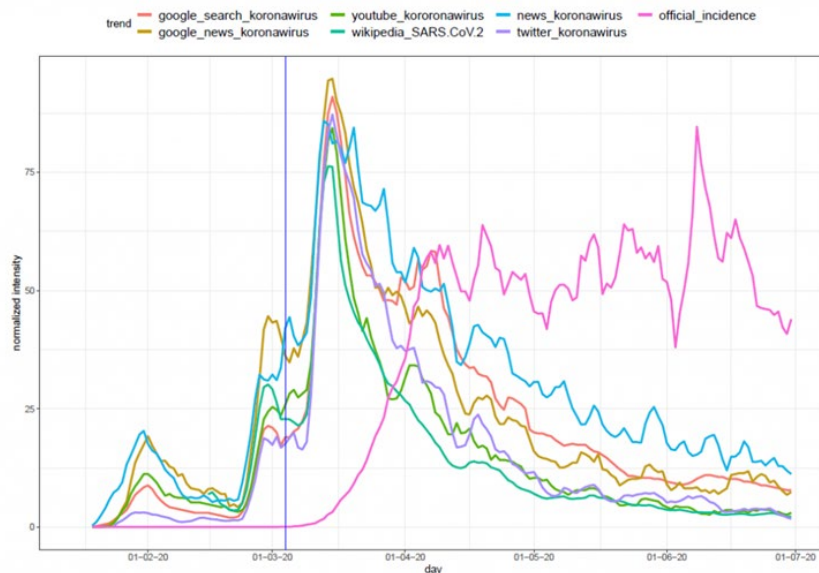 trend google_search_koronawirus youtube_kororonawirus news_koronawirus official_incidence
google_news_koronawirus wikipedia_SARS.CoV.2 twitter_koronawirus
normalized intensity
75
50
25
0
01-02-20 01-03-20 01-04-20 01-05-20 01-06-20 01-07-20
day